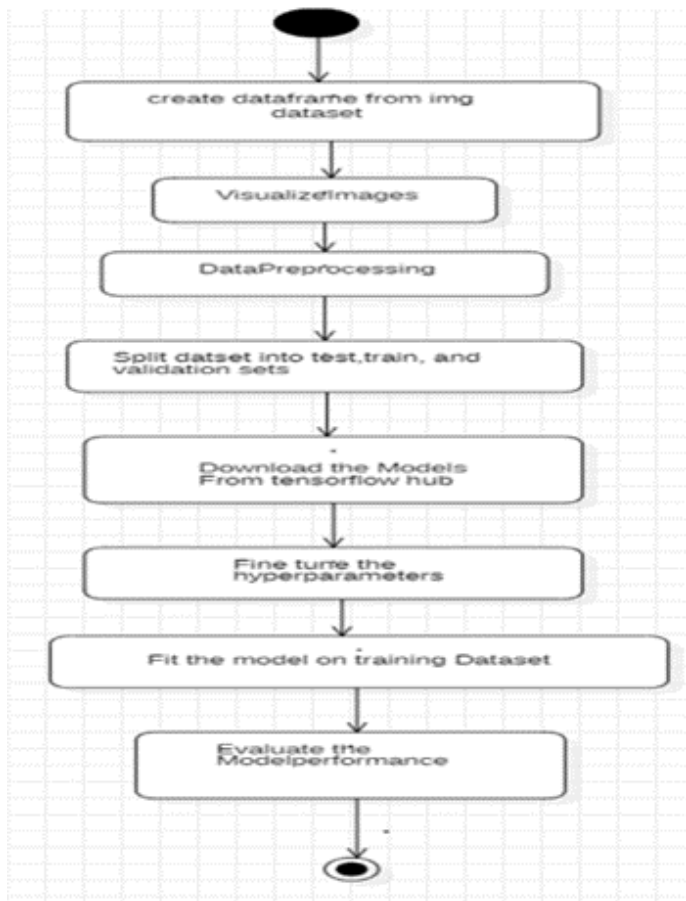 create dataframe from img
dataset
VisualizeImages
DataPreprocessing
Split datset into test,train, and
validation sets
Download the Models
From tensorflow hub
Fine tune the
hyperparameters
Fit the model on training Dataset
Evaluate the
Modelperformance